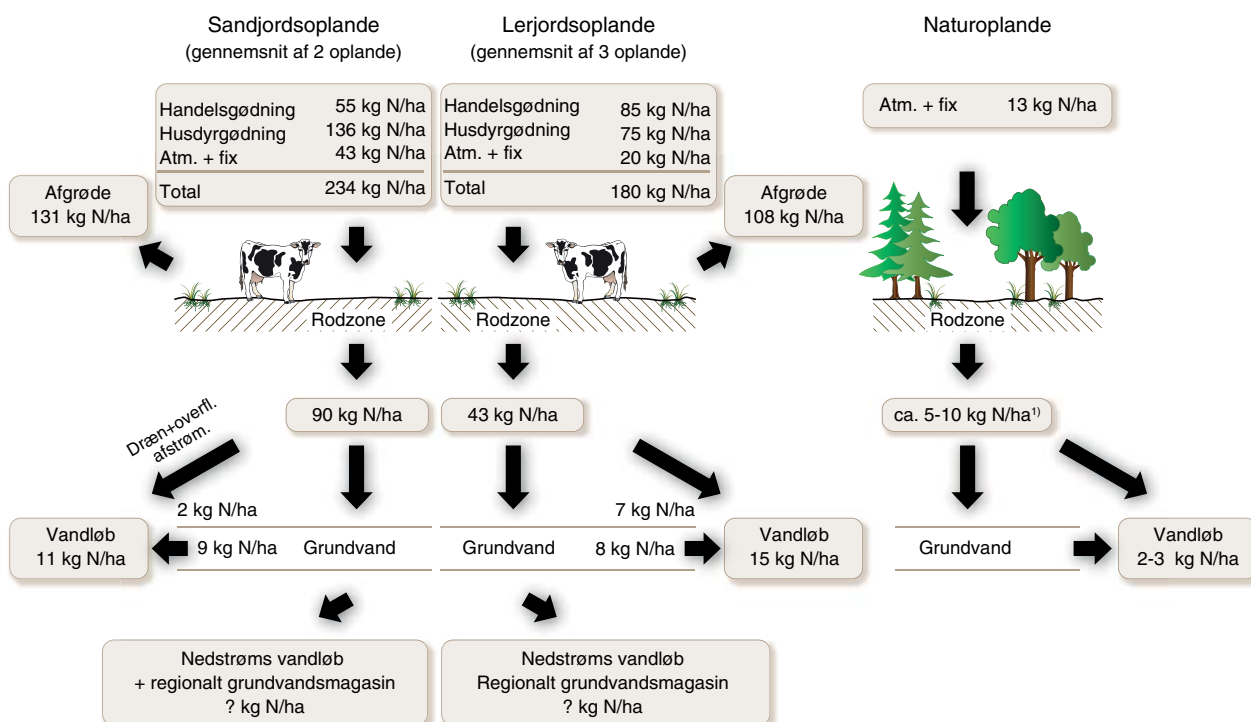 Sandjordsoplande
(gennemsnit af 2 oplande)
Lerjordsoplande
(gennemsnit af 3 oplande)
Naturoplande
Handelsgødning 55 kg N/ha
Husdyrgødning 136 kg N/ha
Atm. + fix 43 kg N/ha
Total 234 kg N/ha
Handelsgødning 85 kg N/ha
Husdyrgødning 75 kg N/ha
Atm. + fix 20 kg N/ha
Total 180 kg N/ha
Atm. + fix 13 kg N/ha
Afgrøde
131 kg N/ha
Afgrøde
108 kg N/ha
Rodzone
Rodzone
Rodzone
90 kg N/ha
43 kg N/ha
ca. 5-10 kg N/ha¹⁾
Dræn+overfl.
afstrøm.
2 kg N/ha
7 kg N/ha
Vandløb
11 kg N/ha
9 kg N/ha
Grundvand
Grundvand
8 kg N/ha
Vandløb
15 kg N/ha
Grundvand
Vandløb
2-3 kg N/ha
Nedstrøms vandløb
+ regionalt grundvandsmagasin
? kg N/ha
Nedstrøms vandløb
Regionalt grundvandsmagasin
? kg N/ha